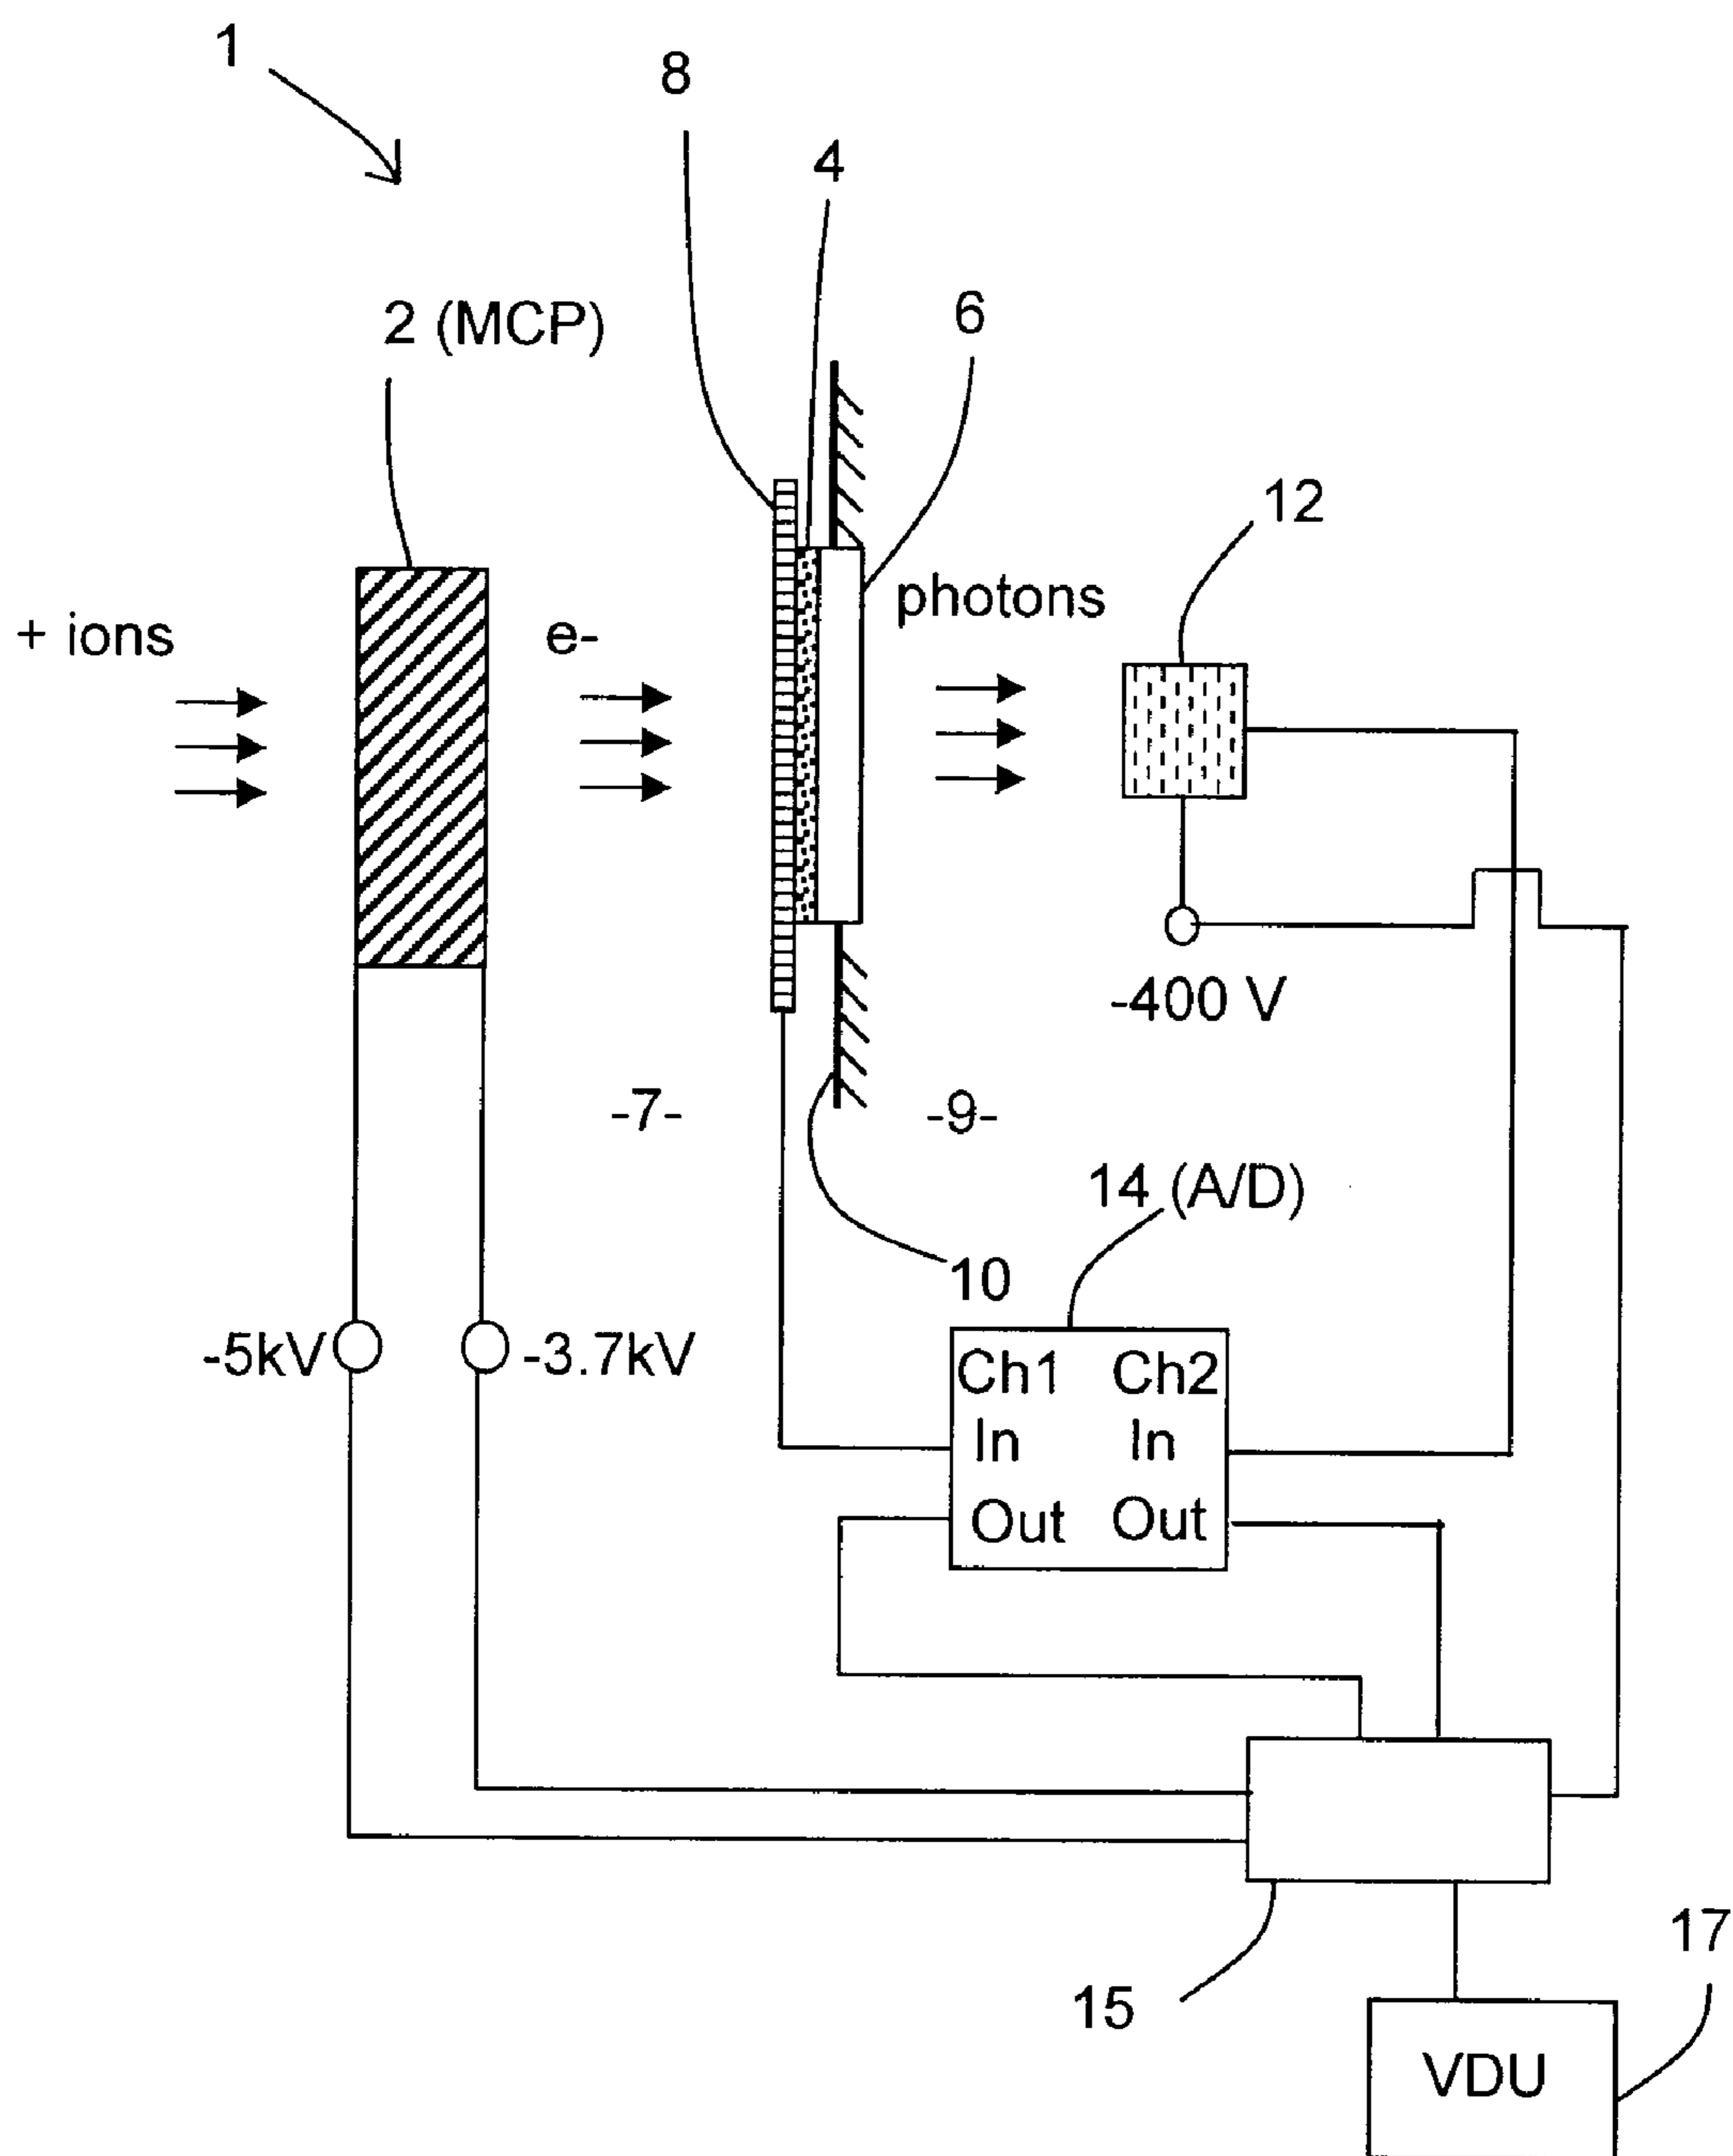 1
8
4
2 (MCP)
6
12
+ ions
e-
photons
-400 V
-7-
-9-
14 (A/D)
10
-5kV
-3.7kV
Ch1 Ch2
In In
Out Out
15
17
VDU